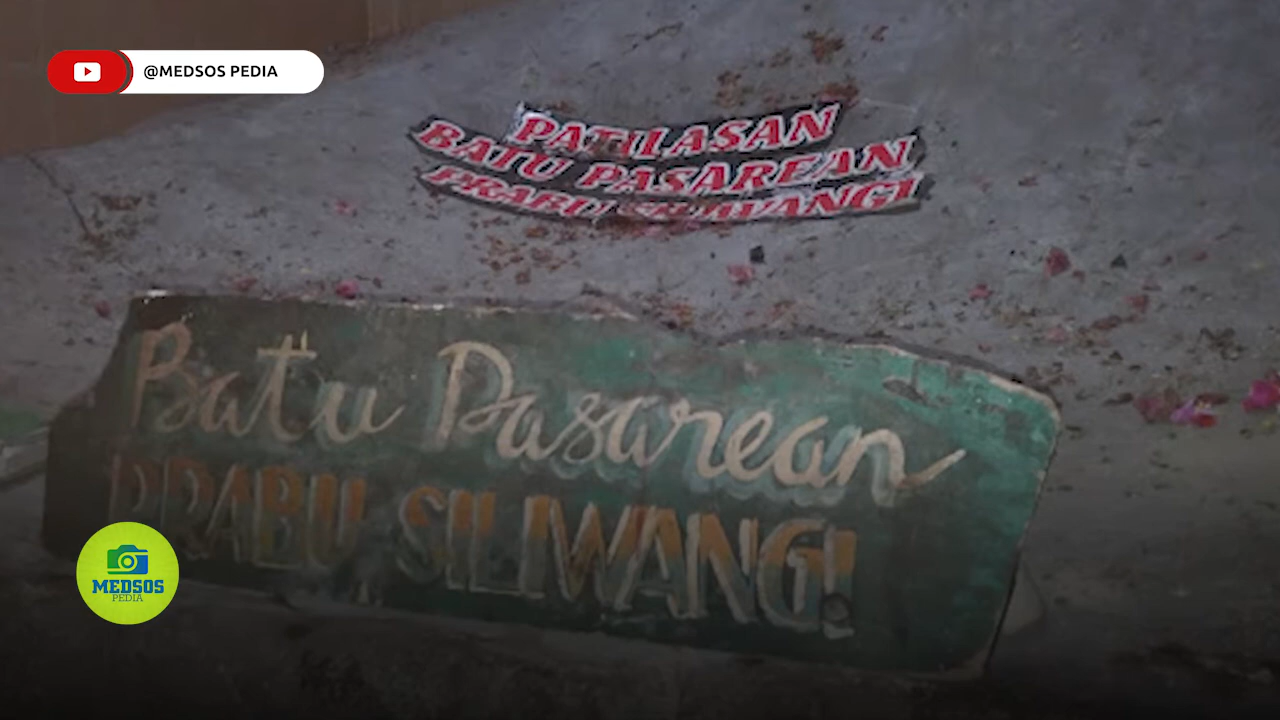 @MEDSOS PEDIA
PATILASAN
BATU PASAREAN
PRABU SILIWANGI
Batu Pasarean
PRABU SILIWANGI
MEDSOS
PEDIA